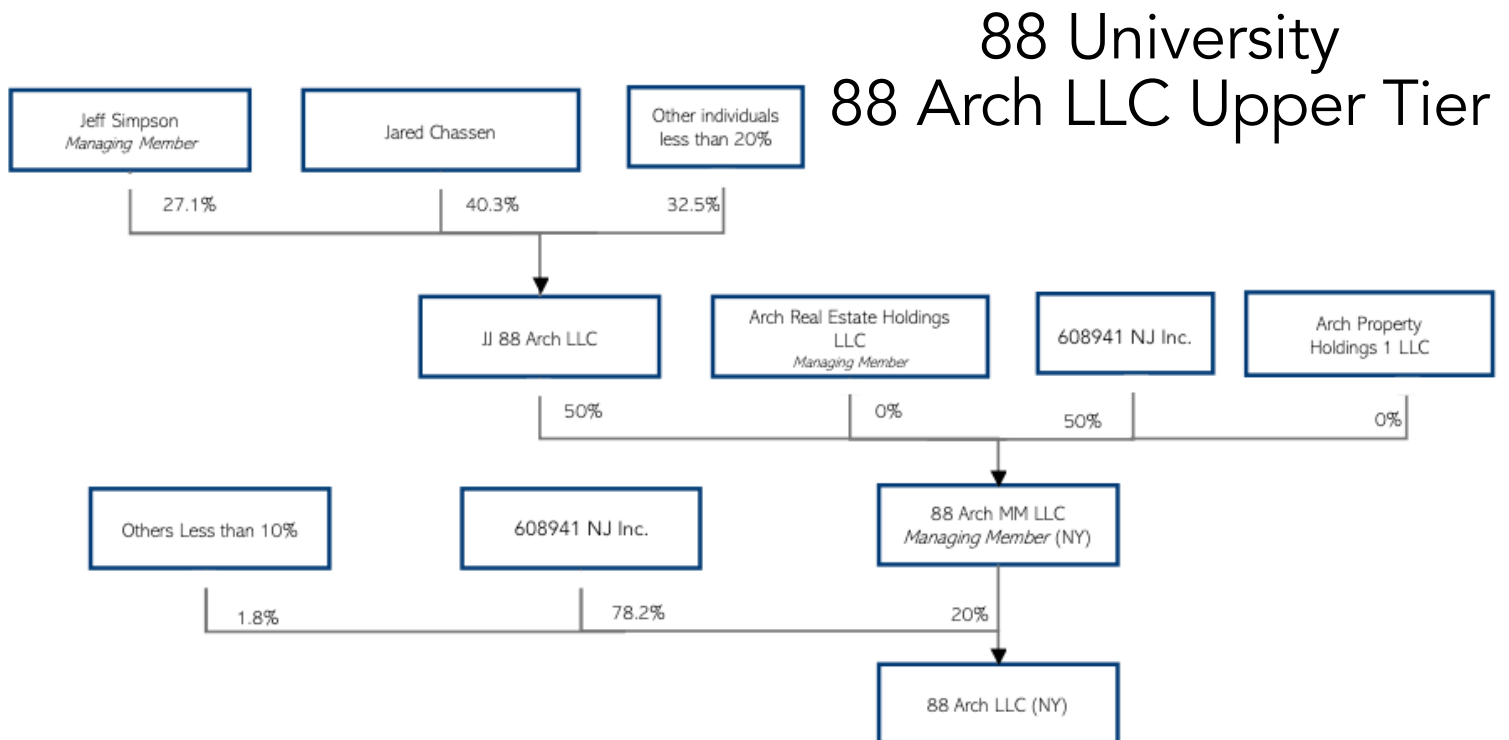 88 University
88 Arch LLC Upper Tier
Jeff Simpson
Managing Member
Jared Chassen
Other individuals
less than 20%
27.1%
40.3%
32.5%
JJ 88 Arch LLC
Arch Real Estate Holdings
LLC
Managing Member
608941 NJ Inc.
Arch Property
Holdings 1 LLC
50%
0%
50%
0%
Others Less than 10%
608941 NJ Inc.
88 Arch MM LLC
Managing Member (NY)
1.8%
78.2%
20%
88 Arch LLC (NY)